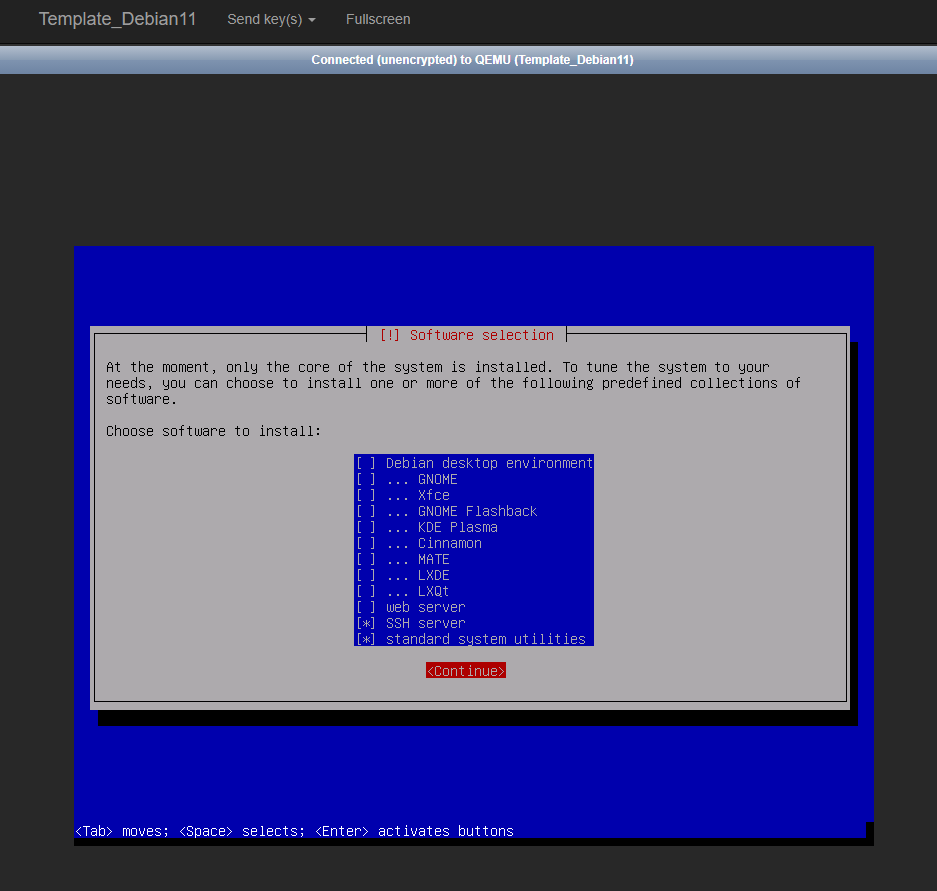 Template_Debian11 Send key(s) Fullscreen
Connected (unencrypted) to QEMU (Template_Debian11)
[!] Software selection
At the moment, only the core of the system is installed. To tune the system to your
needs, you can choose to install one or more of the following predefined collections of
software.
Choose software to install:
[ ] Debian desktop environment
[ ] ... GNOME
[ ] ... Xfce
[ ] ... GNOME Flashback
[ ] ... KDE Plasma
[ ] ... Cinnamon
[ ] ... MATE
[ ] ... LXDE
[ ] ... LXQt
[ ] web server
[*] SSH server
[*] standard system utilities
<Continue>
<Tab> moves; <Space> selects; <Enter> activates buttons